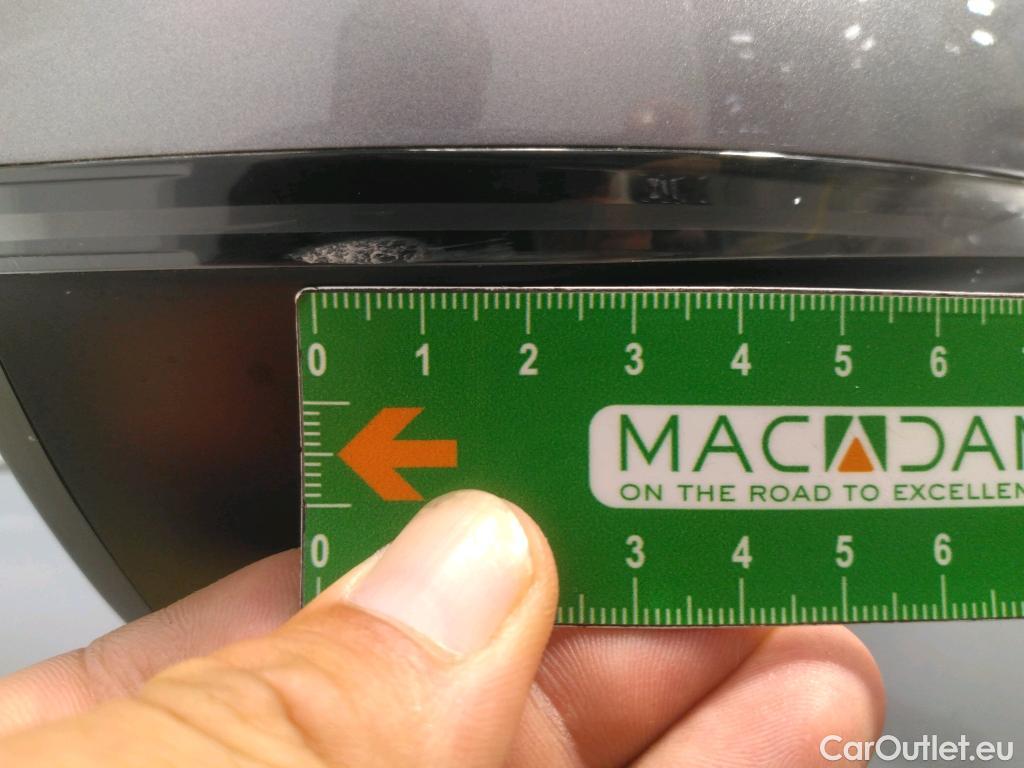 0 1 2 3 4 5 6
MACADAM
ON THE ROAD TO EXCELLEN
0 3 4 5 6
CarOutlet.eu